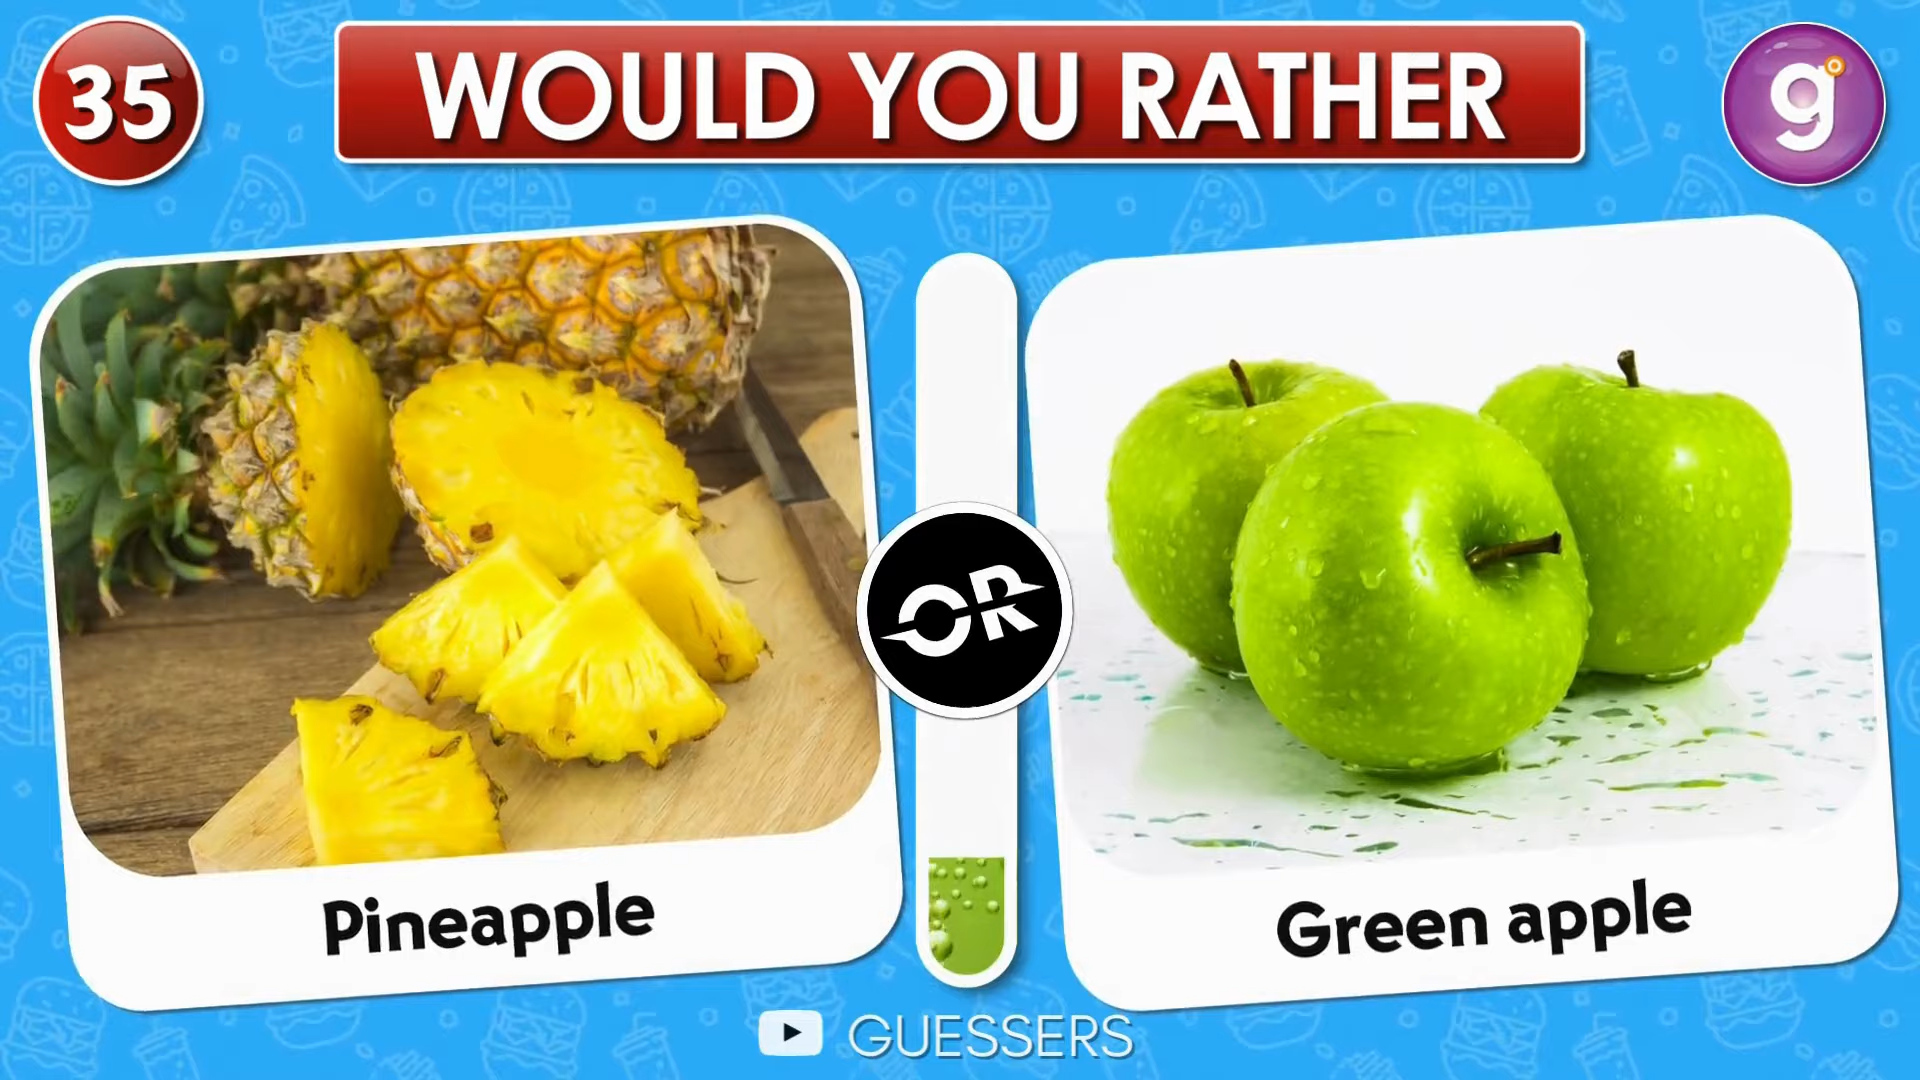 35
WOULD YOU RATHER
g
OR
Pineapple
Green apple
GUESSERS